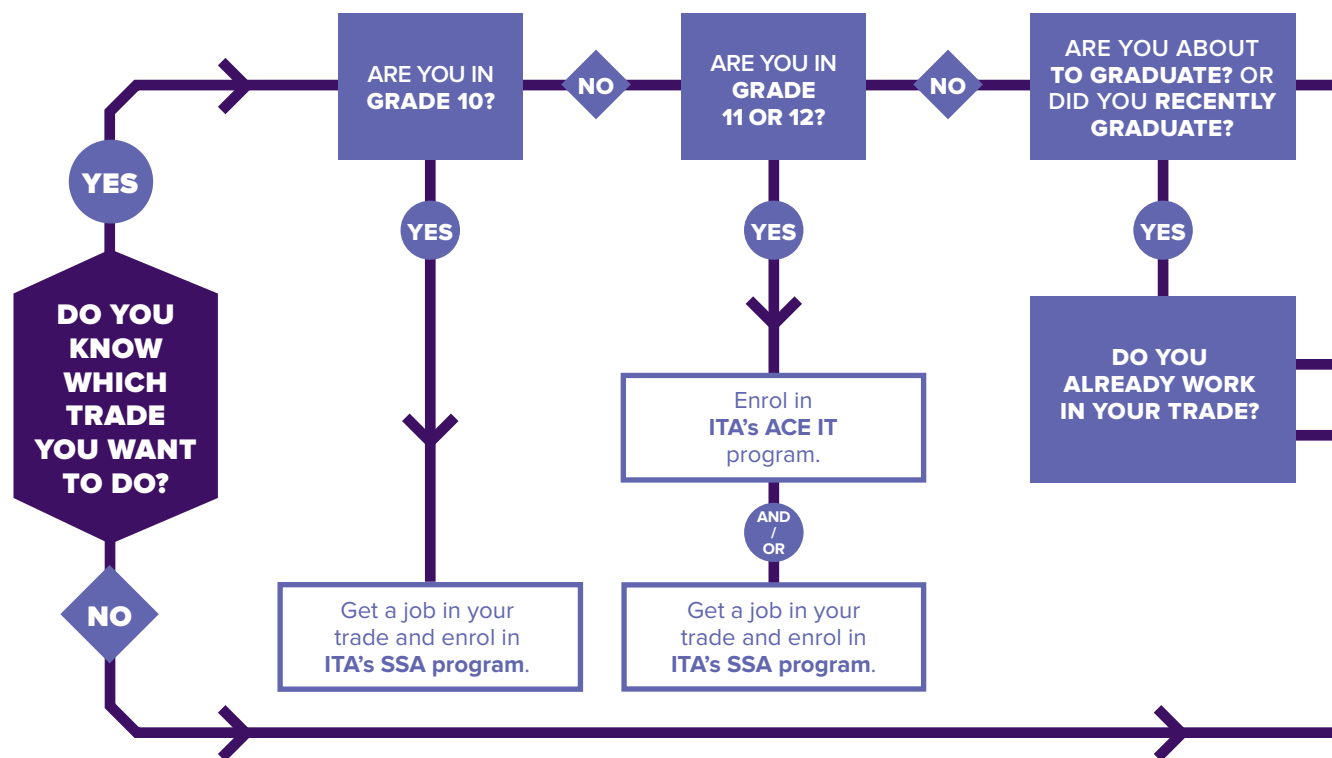 DO YOU
KNOW
WHICH
TRADE
YOU WANT
TO DO?
YES
ARE YOU IN
GRADE 10?
YES
Get a job in your
trade and enrol in
ITA's SSA program.
NO
ARE YOU IN
GRADE
11 OR 12?
YES
Enrol in
ITA's ACE IT
program.
AND
/
OR
Get a job in your
trade and enrol in
ITA's SSA program.
NO
ARE YOU ABOUT
TO GRADUATE? OR
DID YOU RECENTLY
GRADUATE?
YES
DO YOU
ALREADY WORK
IN YOUR TRADE?
NO